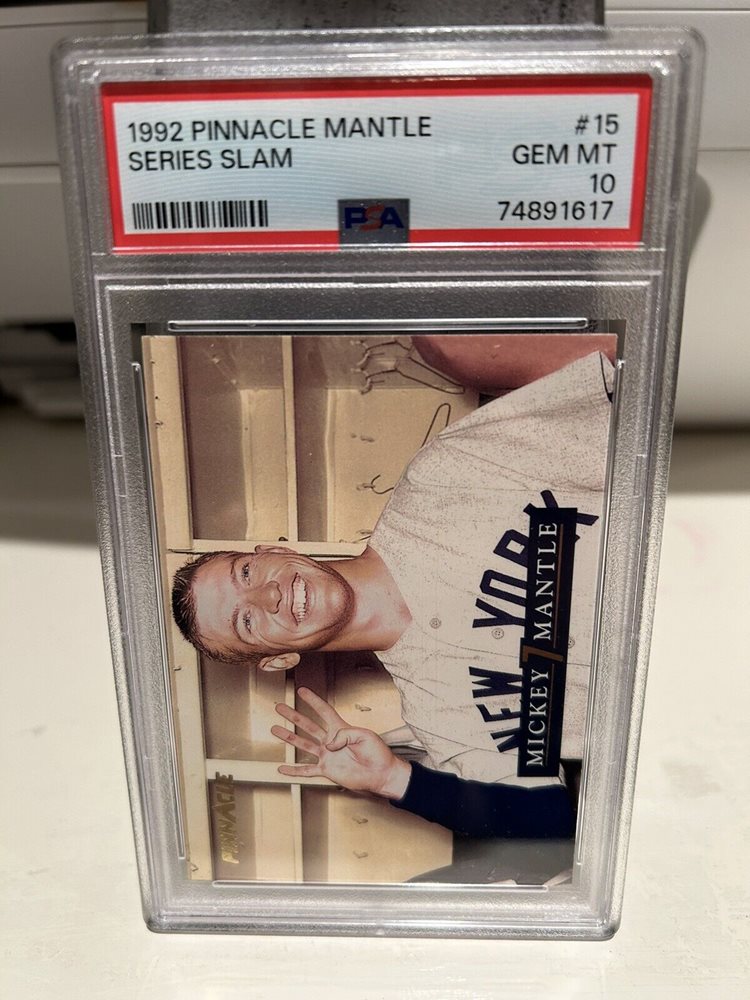 1992 PINNACLE MANTLE #15
SERIES SLAM GEM MT
10
PSA 74891617
NEW YORK
MICKEY 7 MANTLE
PINNACLE